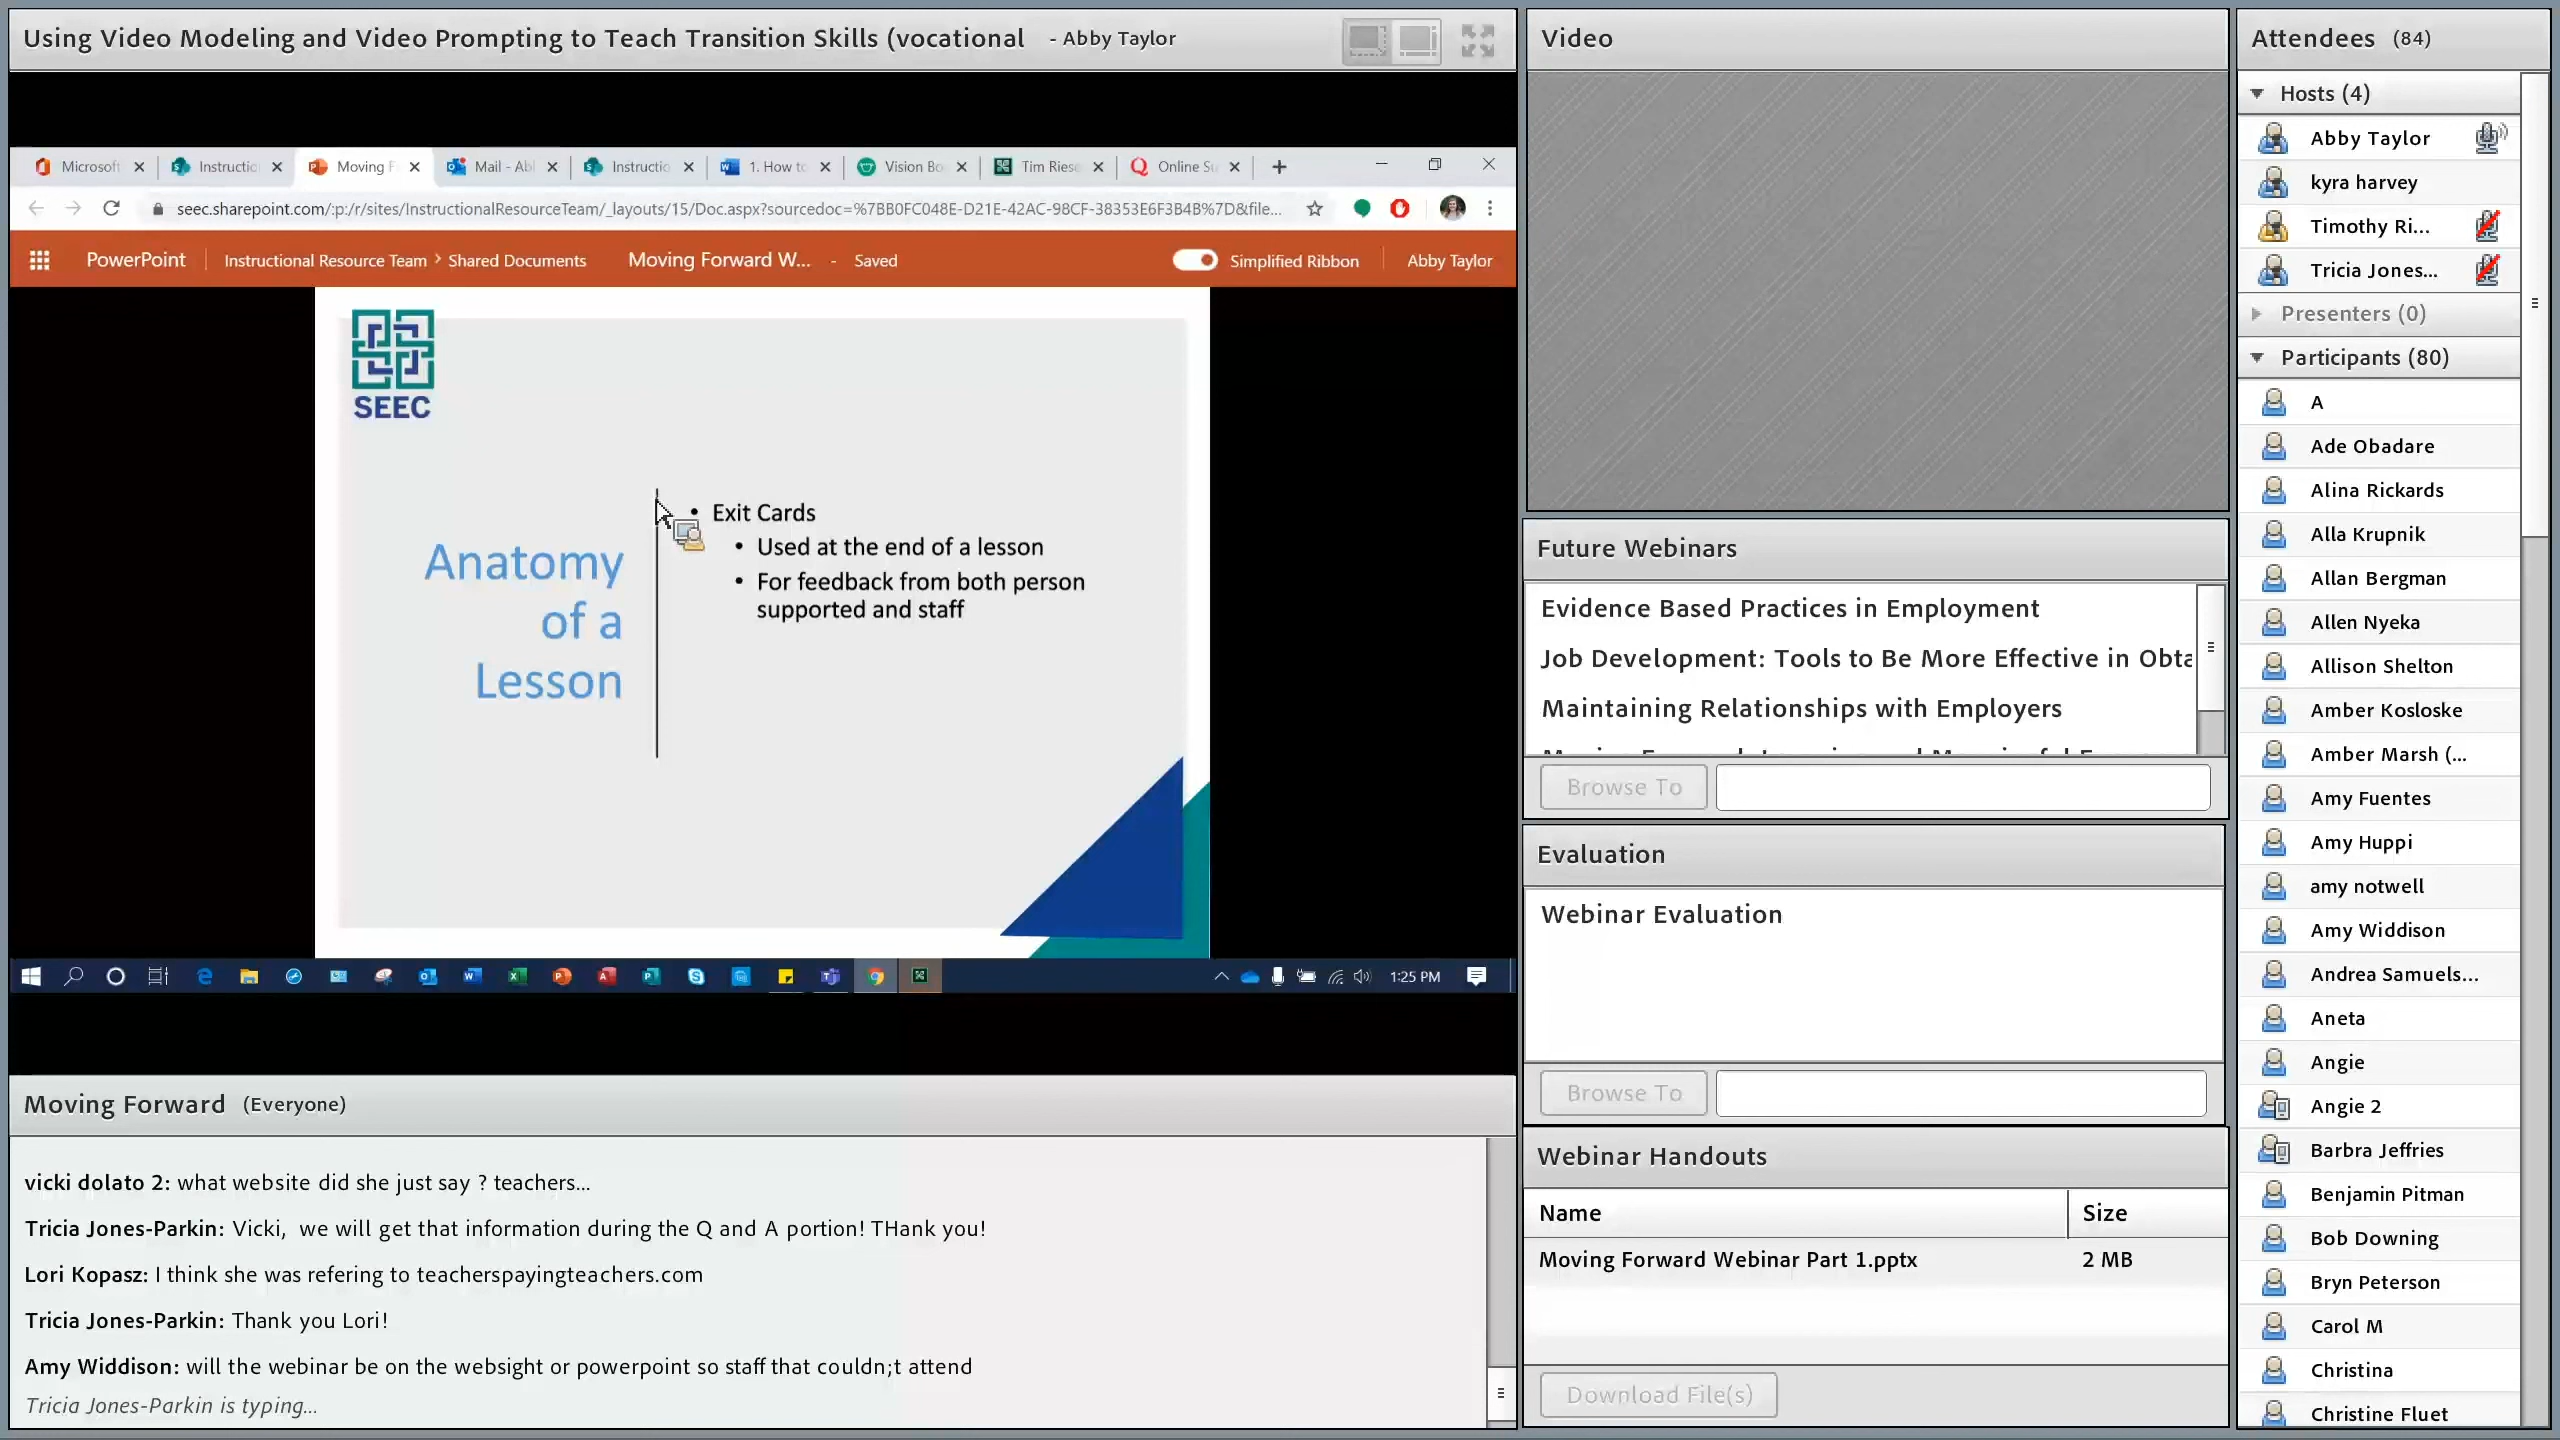 Using Video Modeling and Video Prompting to Teach Transition Skills (vocational - Abby Taylor
Microsoft
Instructio
Moving F
Mail - Abl
Instructio
1. How to
Vision Bo
Tim Riese
Online Su
seec.sharepoint.com/:p:/r/sites/InstructionalResourceTeam/_layouts/15/Doc.aspx?sourcedoc=%7BB0FC048E-D21E-42AC-98CF-38353E6F3B4B%7D&file...
PowerPoint
Instructional Resource Team > Shared Documents
Moving Forward W... - Saved
Simplified Ribbon
Abby Taylor
SEEC
Anatomy
of a
Lesson
• Exit Cards
• Used at the end of a lesson
• For feedback from both person
supported and staff
1:25 PM
Moving Forward (Everyone)
vicki dolato 2: what website did she just say ? teachers...
Tricia Jones-Parkin: Vicki, we will get that information during the Q and A portion! THank you!
Lori Kopasz: I think she was refering to teacherspayingteachers.com
Tricia Jones-Parkin: Thank you Lori!
Amy Widdison: will the webinar be on the websight or powerpoint so staff that couldn;t attend
Tricia Jones-Parkin is typing...
Video
Future Webinars
Evidence Based Practices in Employment
Job Development: Tools to Be More Effective in Obta
Maintaining Relationships with Employers
Browse To
Evaluation
Webinar Evaluation
Browse To
Webinar Handouts
Name Size
Moving Forward Webinar Part 1.pptx 2 MB
Download File(s)
Attendees (84)
Hosts (4)
Abby Taylor
kyra harvey
Timothy Ri...
Tricia Jones...
Presenters (0)
Participants (80)
A
Ade Obadare
Alina Rickards
Alla Krupnik
Allan Bergman
Allen Nyeka
Allison Shelton
Amber Kosloske
Amber Marsh (...
Amy Fuentes
Amy Huppi
amy notwell
Amy Widdison
Andrea Samuels...
Aneta
Angie
Angie 2
Barbra Jeffries
Benjamin Pitman
Bob Downing
Bryn Peterson
Carol M
Christina
Christine Fluet